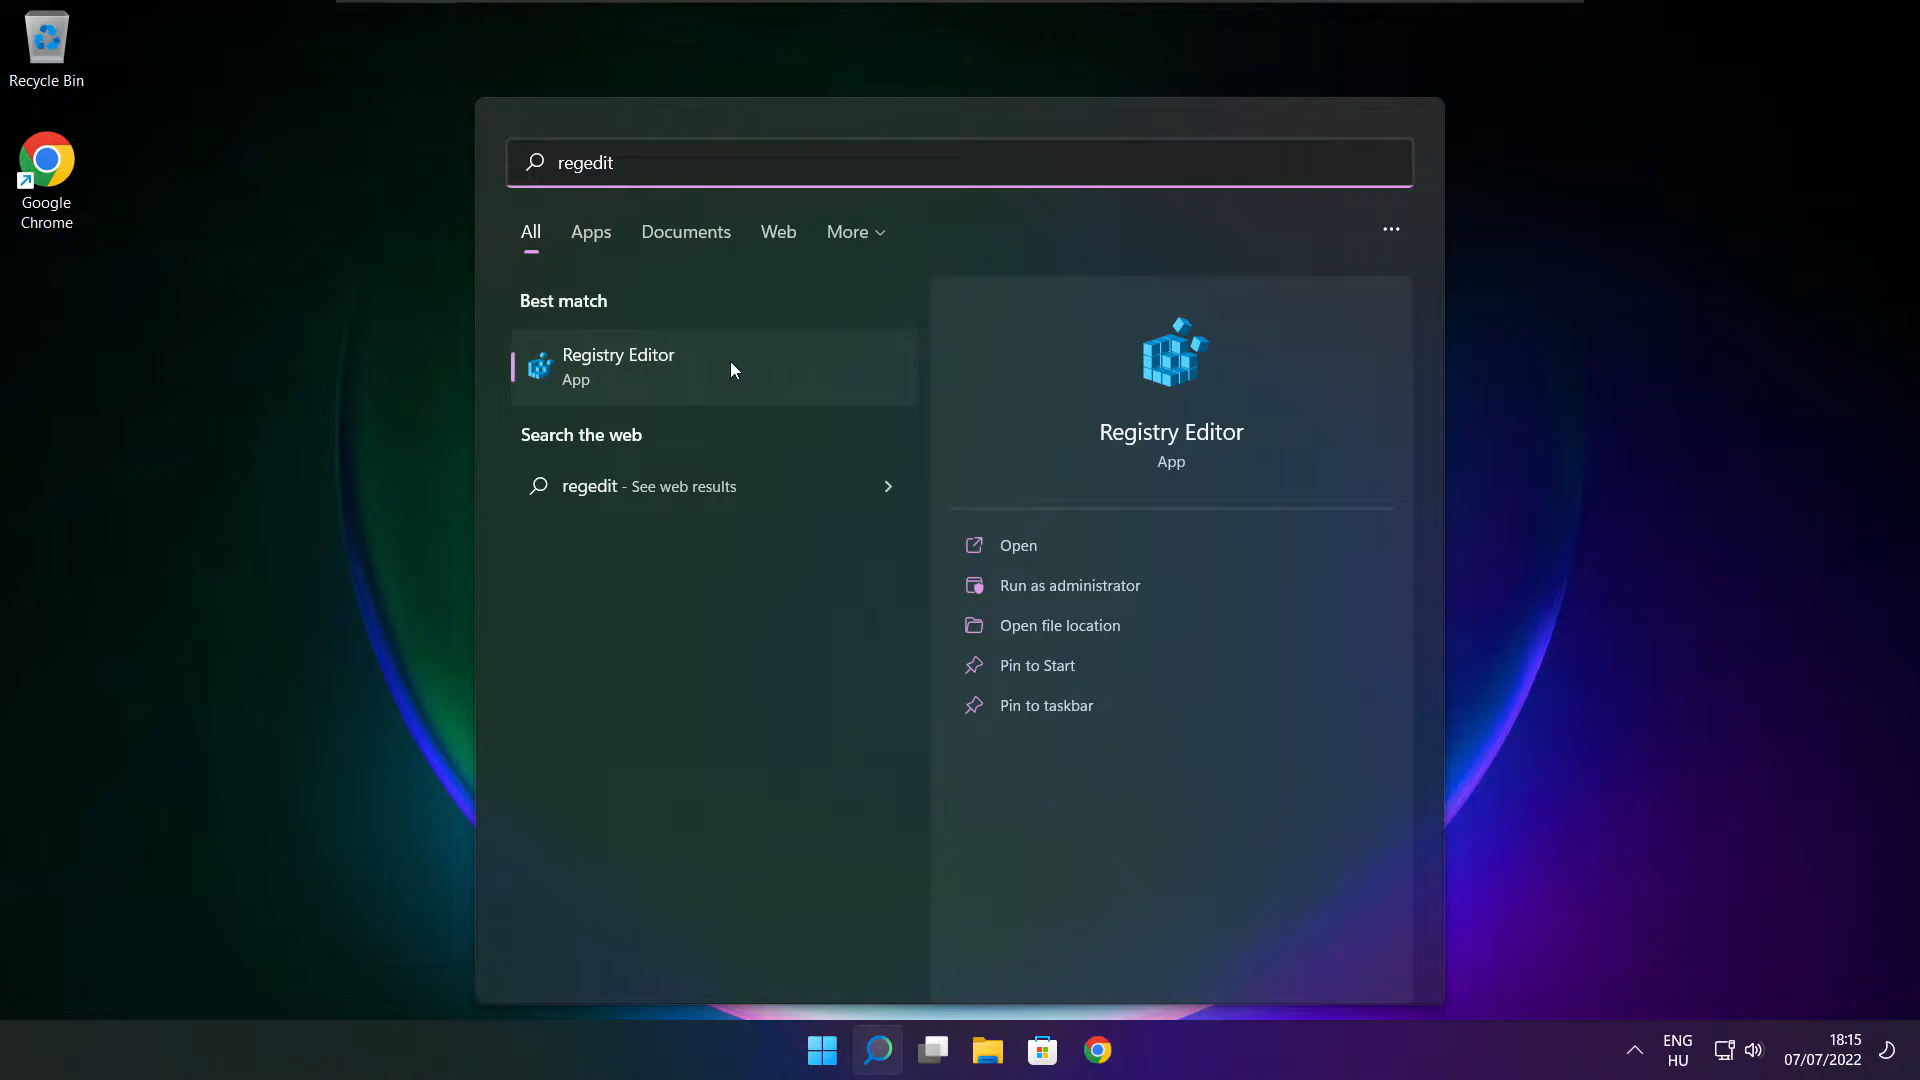 Recycle Bin
Google
Chrome
regedit
All
Apps
Documents
Web
More
Best match
Registry Editor
App
Search the web
regedit - See web results
Registry Editor
App
Open
Run as administrator
Open file location
Pin to Start
Pin to taskbar
ENG
HU
18:15
07/07/2022